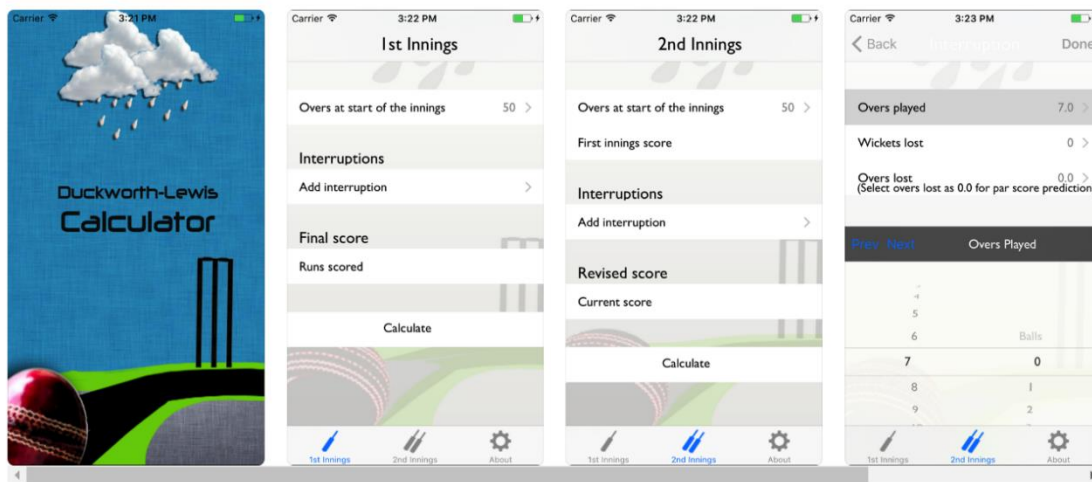 Carrier 3:21 PM
Duckworth-Lewis
Calculator
Carrier 3:22 PM
1st Innings
Overs at start of the innings 50
Interruptions
Add interruption
Final score
Runs scored
Calculate
1st Innings 2nd Innings About
Carrier 3:22 PM
2nd Innings
Overs at start of the innings 50
First innings score
Interruptions
Add interruption
Revised score
Current score
Calculate
1st Innings 2nd Innings About
Carrier 3:23 PM
Back Interruption Done
Overs played 7.0
Wickets lost 0
Overs lost 0.0
(Select overs lost as 0.0 for par score prediction
Prev Next Overs Played
4
5
6 Balls
7 0
8 1
9 2
1st Innings 2nd Innings About